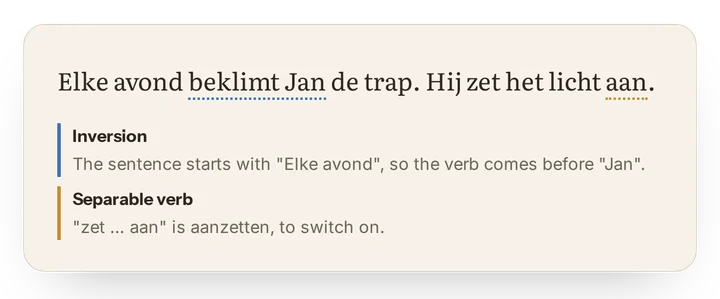 Elke avond beklimt Jan de trap. Hij zet het licht aan.
Inversion
The sentence starts with "Elke avond", so the verb comes before "Jan".
Separable verb
"zet ... aan" is aanzetten, to switch on.